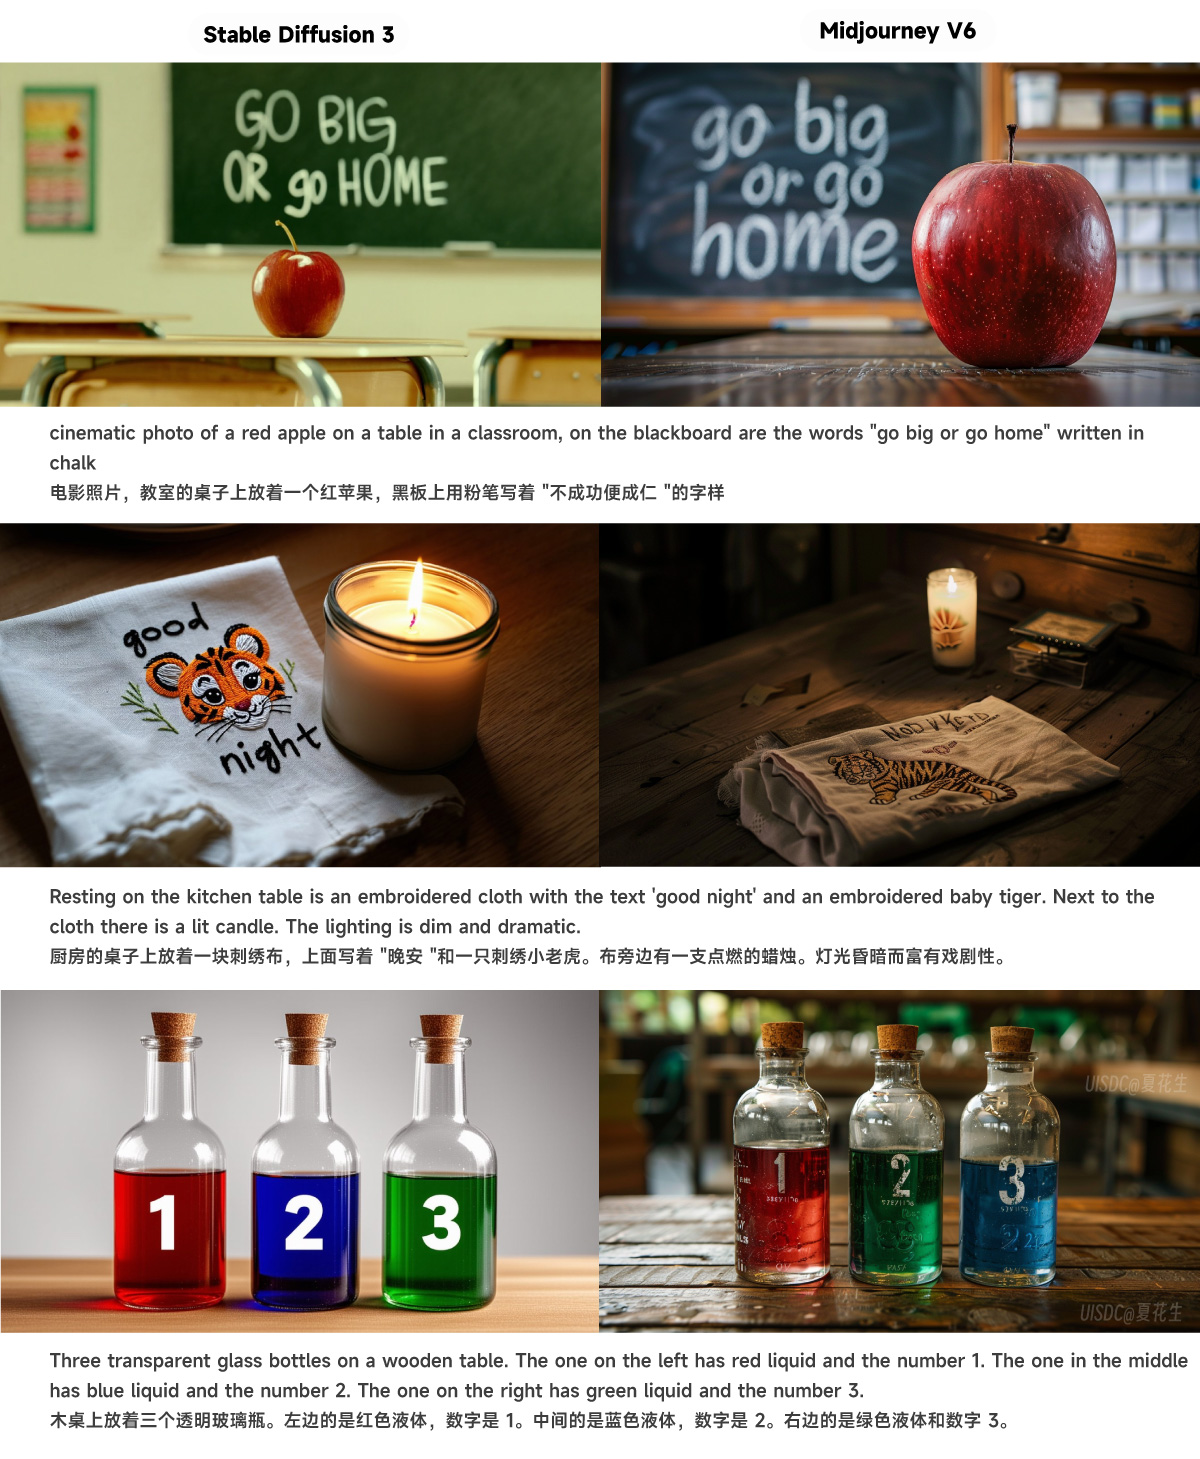 Stable Diffusion 3
Midjourney V6
GO BIG
OR go HOME
go big
or go
home
cinematic photo of a red apple on a table in a classroom, on the blackboard are the words "go big or go home" written in
chalk
电影照片，教室的桌子上放着一个红苹果，黑板上用粉笔写着 "不成功便成仁 "的字样
good
night
Resting on the kitchen table is an embroidered cloth with the text 'good night' and an embroidered baby tiger. Next to the
cloth there is a lit candle. The lighting is dim and dramatic.
厨房的桌子上放着一块刺绣布，上面写着 "晚安 "和一只刺绣小老虎。布旁边有一支点燃的蜡烛。灯光昏暗而富有戏剧性。
1
2
3
1
2
3
UISDC@夏花生
UISDC@夏花生
Three transparent glass bottles on a wooden table. The one on the left has red liquid and the number 1. The one in the middle
has blue liquid and the number 2. The one on the right has green liquid and the number 3.
木桌上放着三个透明玻璃瓶。左边的是红色液体，数字是 1。中间的是蓝色液体，数字是 2。右边的是绿色液体和数字 3。